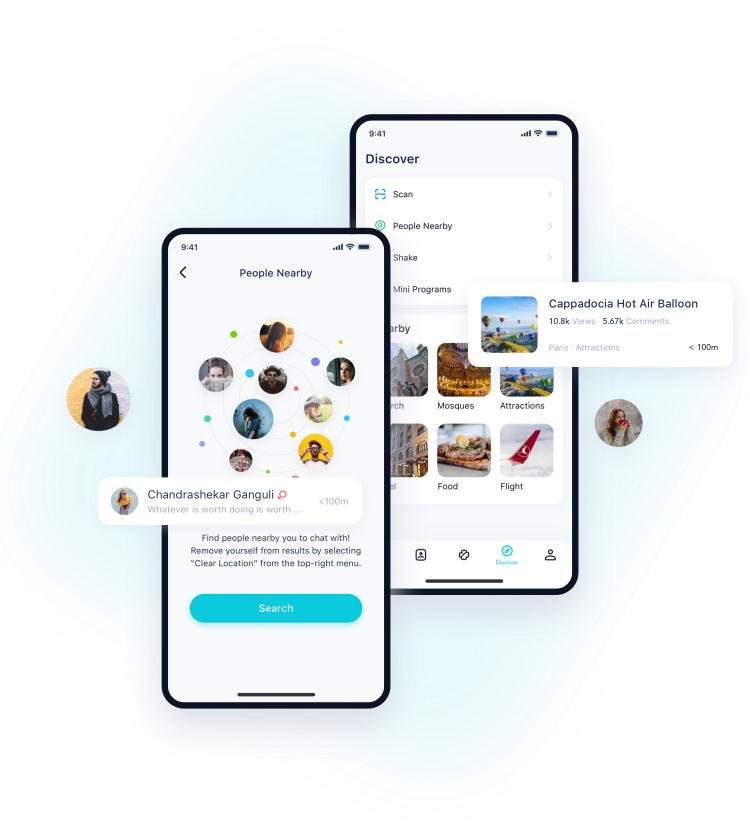 9:41
Discover
Scan
People Nearby
Shake
Mini Programs
Cappadocia Hot Air Balloon
10.8k Views 5.67k Comments
Paris · Attractions
< 100m
Mosques
Attractions
Food
Flight
Discover
9:41
People Nearby
Chandrashekar Ganguli
Whatever is worth doing is worth ...
<100m
Find people nearby you to chat with!
Remove yourself from results by selecting
“Clear Location” from the top-right menu.
Search